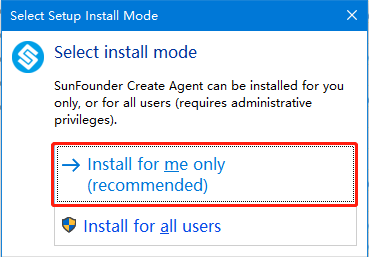 Select Setup Install Mode
Select install mode
SunFounder Create Agent can be installed for you
only, or for all users (requires administrative
privileges).
Install for me only
(recommended)
Install for all users